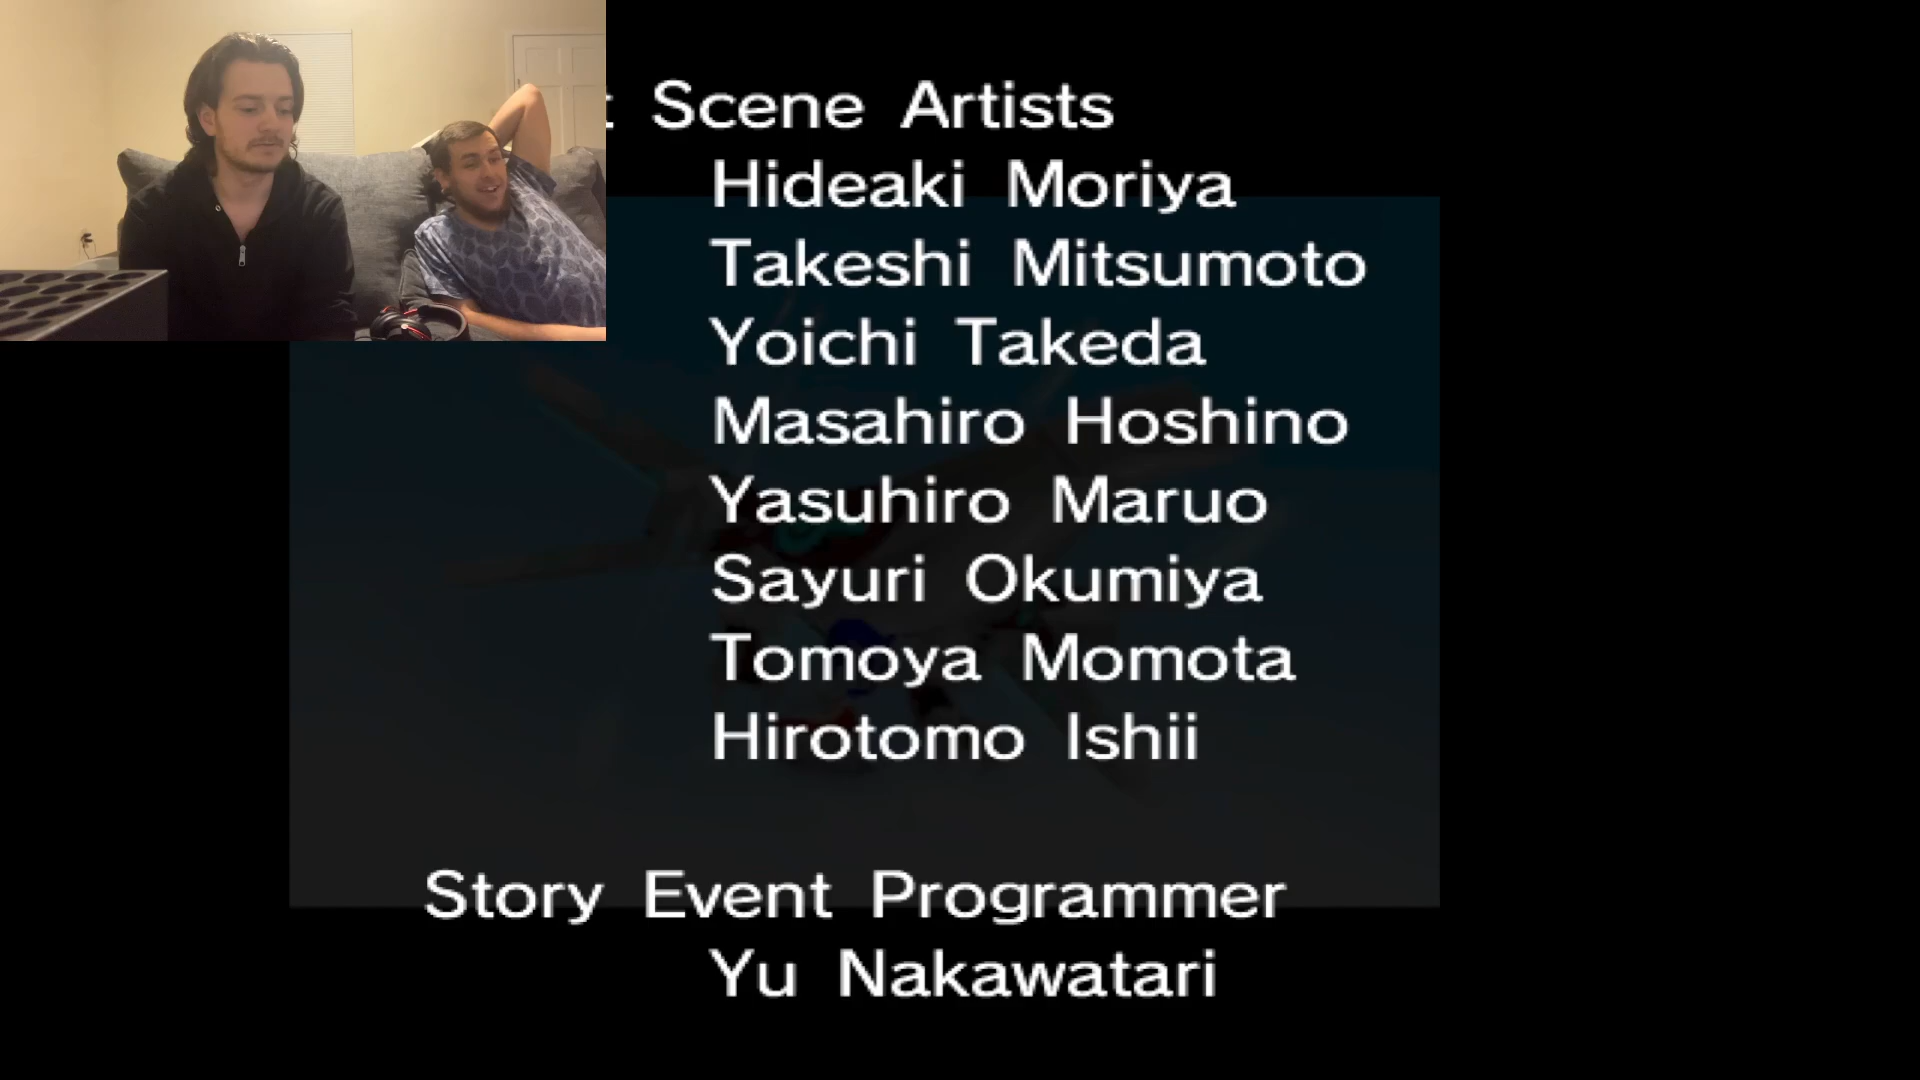 Scene Artists
Hideaki Moriya
Takeshi Mitsumoto
Yoichi Takeda
Masahiro Hoshino
Yasuhiro Maruo
Sayuri Okumiya
Tomoya Momota
Hirotomo Ishii
Story Event Programmer
Yu Nakawatari